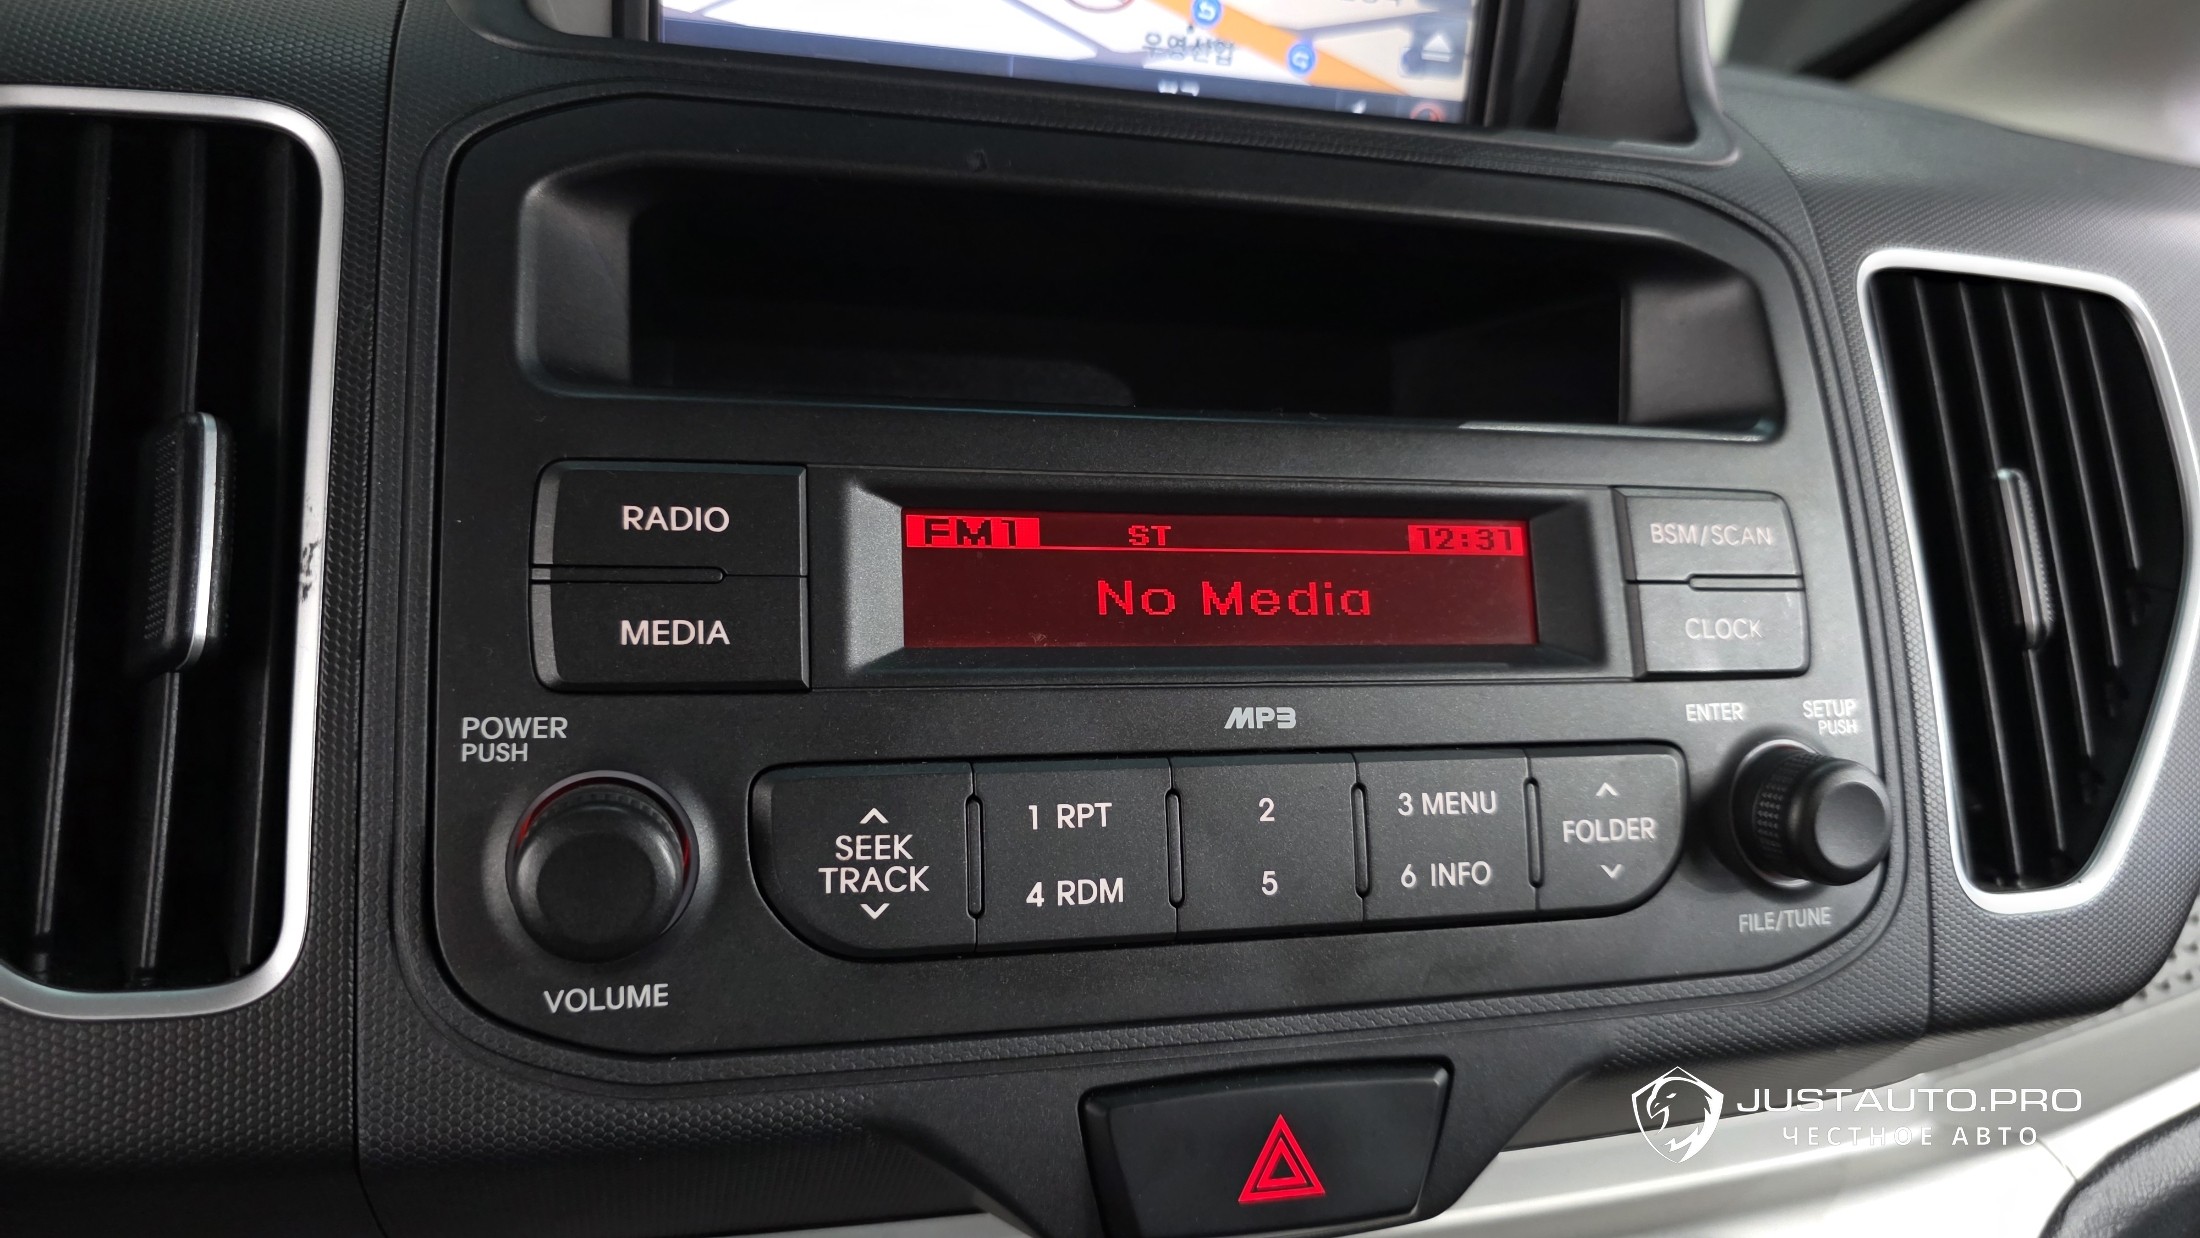 우영산업
RADIO
MEDIA
FM1 ST 12:31
No Media
BSM/SCAN
CLOCK
POWER
PUSH
VOLUME
MP3
ENTER
SETUP
PUSH
SEEK
TRACK
1 RPT
4 RDM
2
5
3 MENU
6 INFO
FOLDER
FILE/TUNE
JUSTAUTO.PRO
ЧЕСТНОЕ АВТО